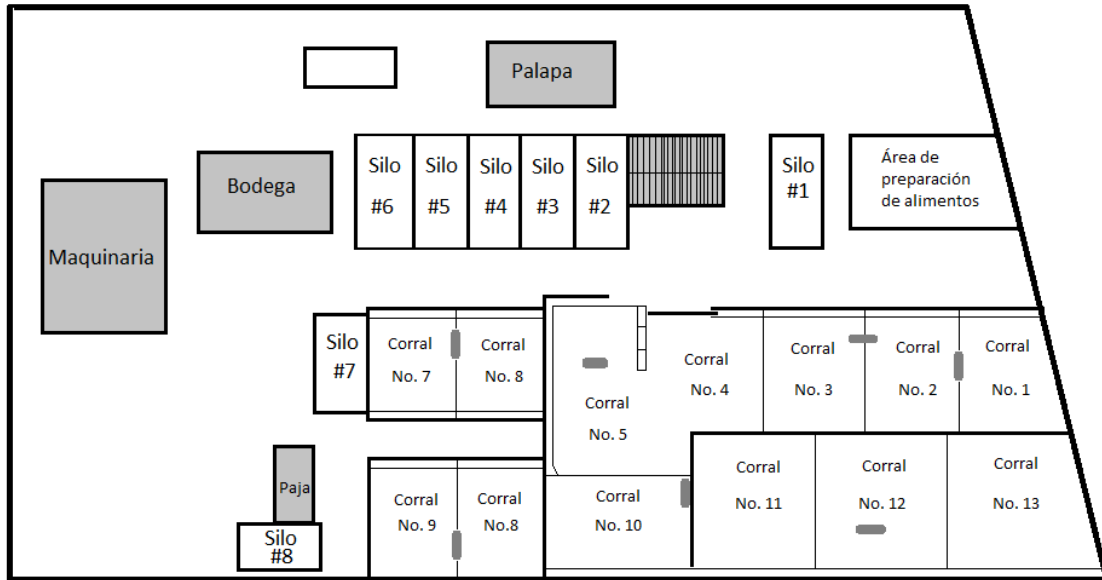 Palapa
Silo
#6
Silo
#5
Silo
#4
Silo
#3
Silo
#2
Silo
#1
Área de
preparación
de alimentos
Bodega
Maquinaria
Silo
#7
Corral
No. 7
Corral
No. 8
Corral
No. 5
Corral
No. 4
Corral
No. 3
Corral
No. 2
Corral
No. 1
Paja
Silo
#8
Corral
No. 9
Corral
No.8
Corral
No. 10
Corral
No. 11
Corral
No. 12
Corral
No. 13